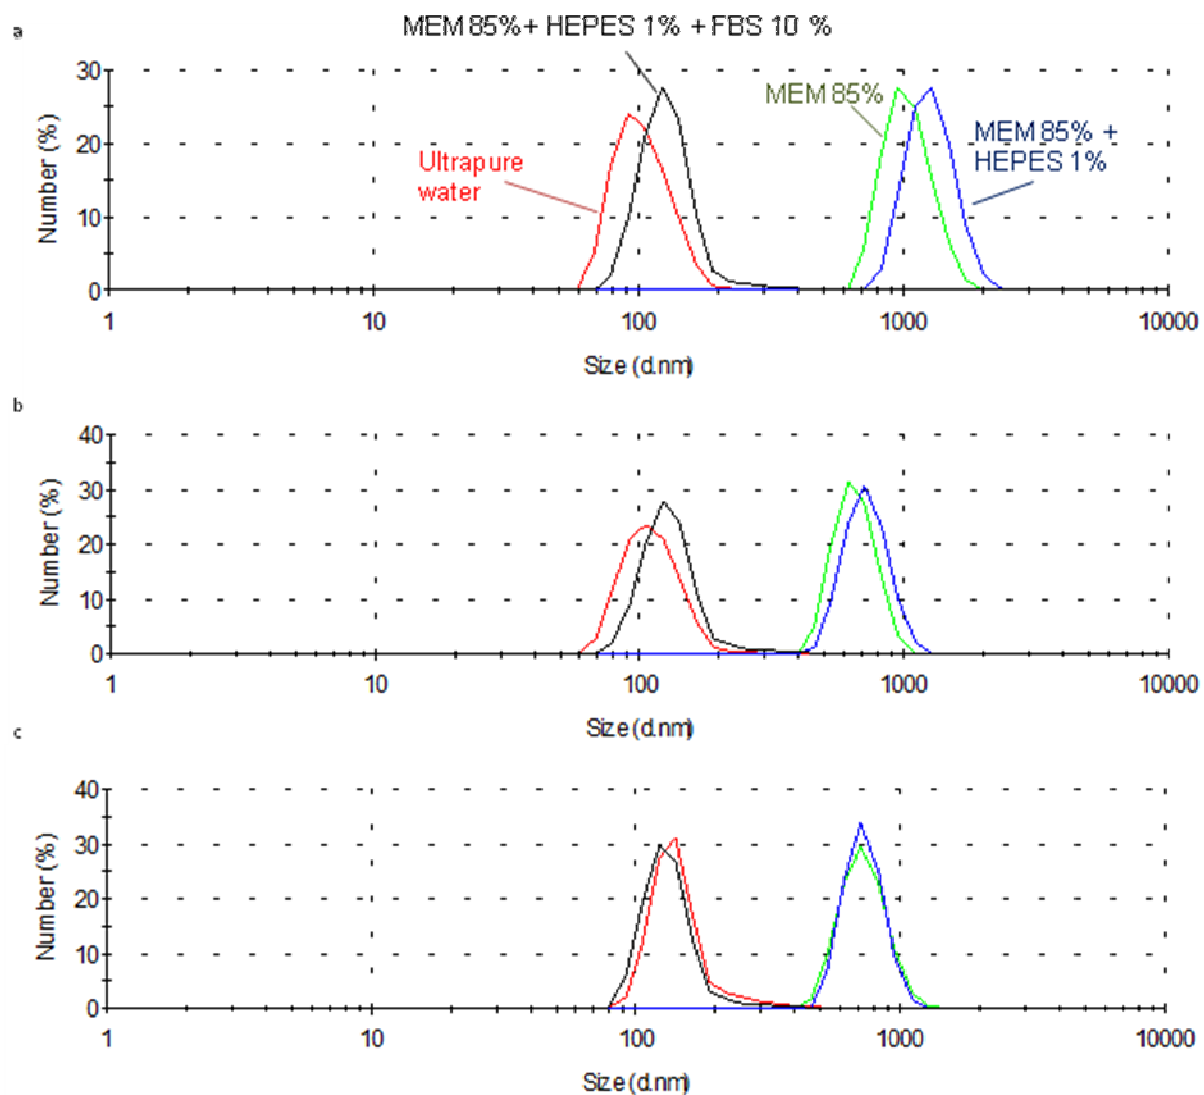 a
MEM 85%+ HEPES 1% + FBS 10 %
MEM 85%
MEM 85% +
HEPES 1%
Ultrapure
water
Number (%)
30
20
10
0
1 10 100 1000 10000
Size (d.nm)
b
Number (%)
40
30
20
10
0
1 10 100 1000 10000
Size (d.nm)
c
Number (%)
40
30
20
10
0
1 10 100 1000 10000
Size (d.nm)